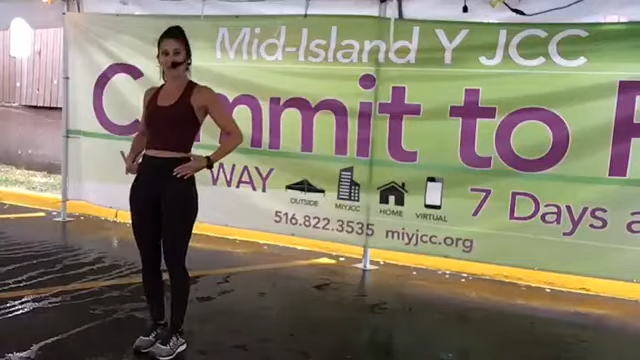 Mid-Island Y JCC
Commit to F
WAY
OUTSIDE
MIYJCC
HOME
VIRTUAL
7 Days a
516.822.3535 miyjcc.org